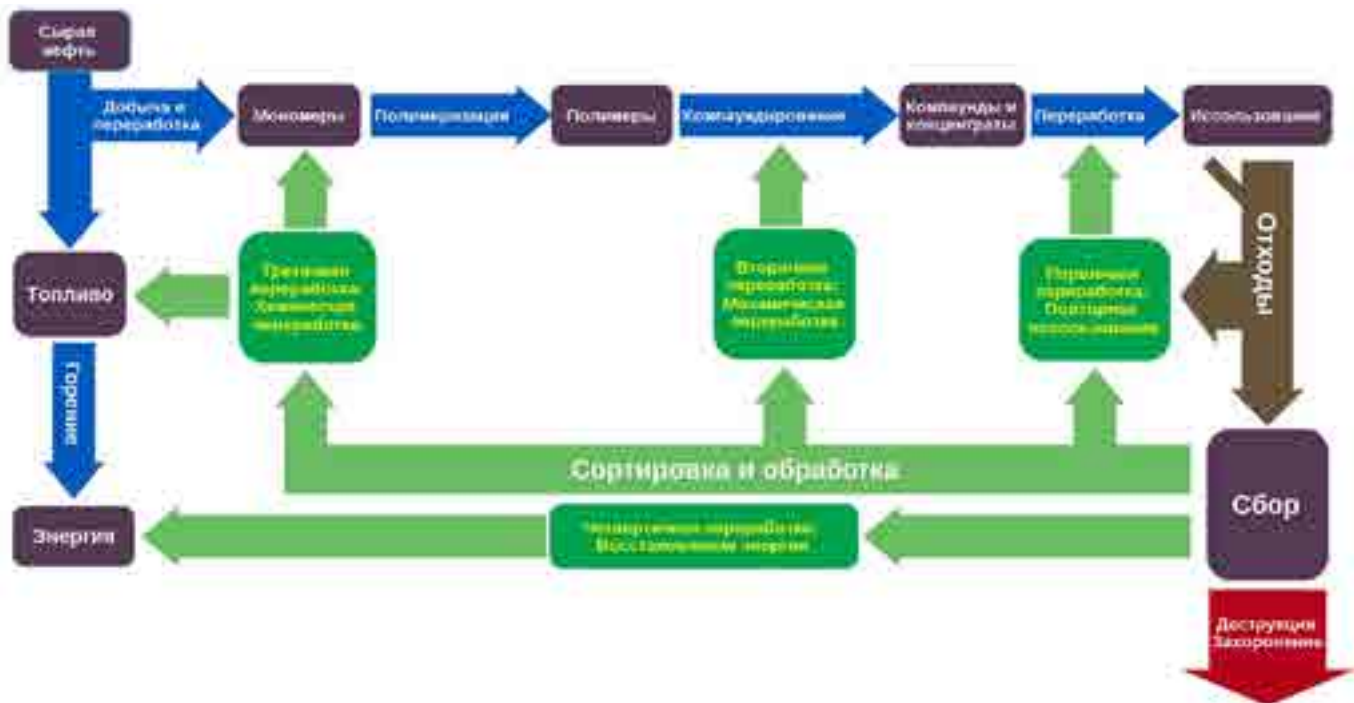 Сырая
нефть
Добыча и
переработка
Мономеры
Полимеризация
Полимеры
Компаундирование
Компаунды и
концентраты
Переработка
Использование
Отходы
Топливо
Третичная
переработка:
Химическая
переработка
Вторичная
переработка:
Механическая
переработка
Первичная
переработка:
Повторное
использование
Горение
Сортировка и обработка
Сбор
Энергия
Четвертичная переработка:
Восстановление энергии
Деструкция
Захоронение